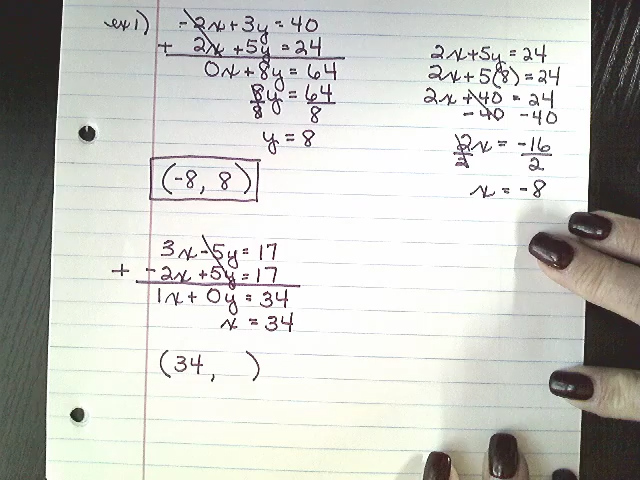 ex1) -2x+3y=40
+ 2x+5y=24
0x+8y=64
8y=64
8 8
y=8
(-8, 8)
2x+5y=24
2x+5(8)=24
2x+40=24
-40 -40
2x=-16
2 2
x=-8
3x-5y=17
+ -2x+5y=17
1x+0y=34
x=34
(34, )